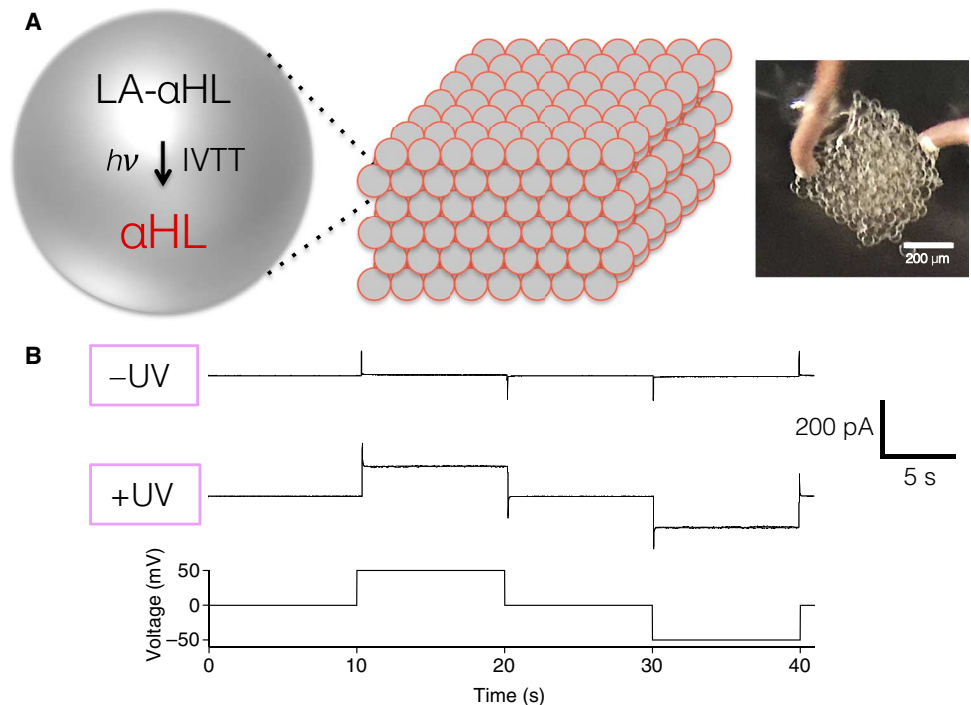 A
LA-αHL
hν IVTT
αHL
200 µm
B
–UV
200 pA
5 s
+UV
Voltage (mV)
50
0
–50
0 10 20 30 40
Time (s)